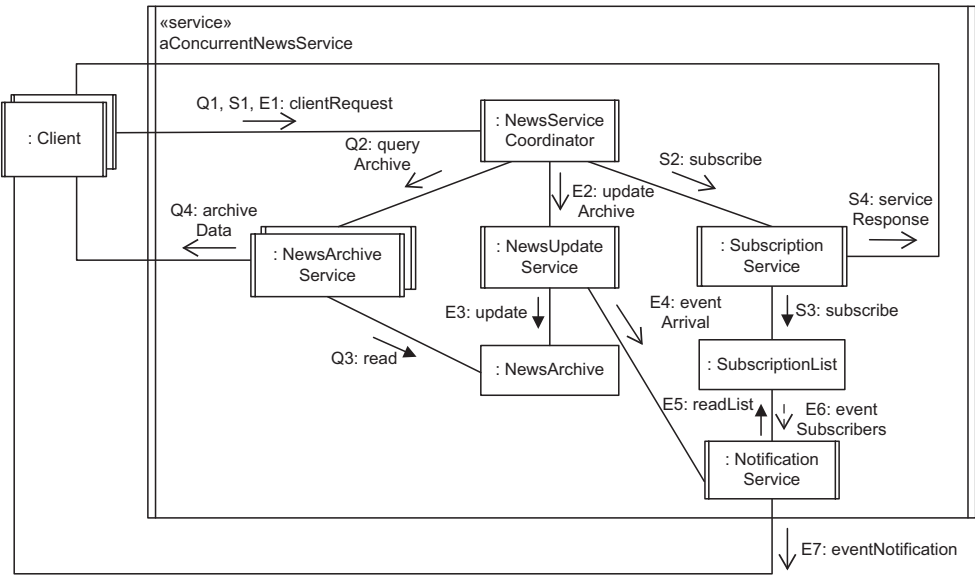 «service»
aConcurrentNewsService
Q1, S1, E1: clientRequest
: Client
: NewsService
Coordinator
Q2: query
Archive
S2: subscribe
E2: update
Archive
Q4: archive
Data
S4: service
Response
: NewsArchive
Service
: NewsUpdate
Service
: Subscription
Service
E3: update
E4: event
Arrival
S3: subscribe
Q3: read
: NewsArchive
: SubscriptionList
E5: readList
E6: event
Subscribers
: Notification
Service
E7: eventNotification